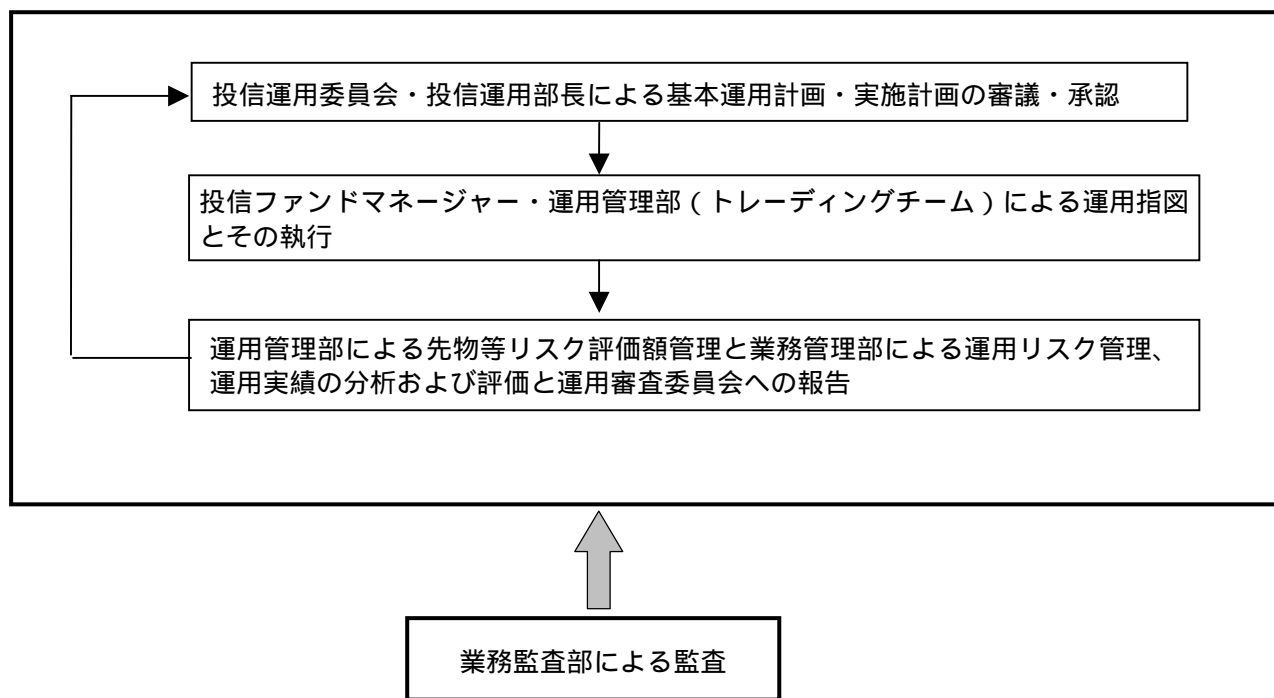 投信運用委員会・投信運用部長による基本運用計画・実施計画の審議・承認
投信ファンドマネージャー・運用管理部（トレーディングチーム）による運用指図
とその執行
運用管理部による先物等リスク評価額管理と業務管理部による運用リスク管理、
運用実績の分析および評価と運用審査委員会への報告
業務監査部による監査